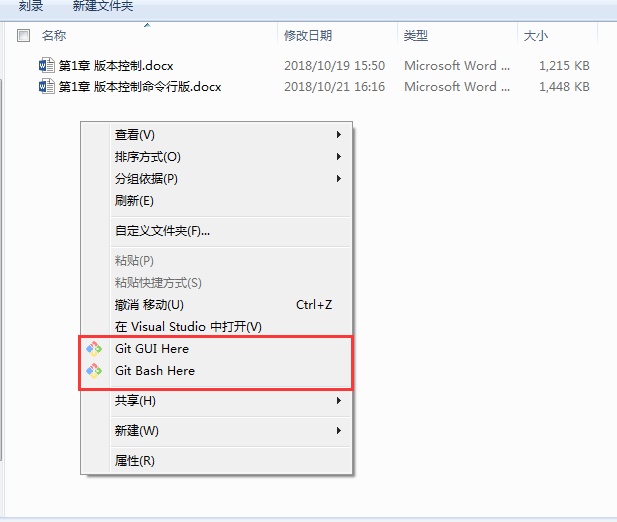 刻录 新建文件夹
名称 修改日期 类型 大小
第1章 版本控制.docx 2018/10/19 15:50 Microsoft Word ... 1,215 KB
第1章 版本控制命令行版.docx 2018/10/21 16:16 Microsoft Word ... 1,448 KB
查看(V)
排序方式(O)
分组依据(P)
刷新(E)
自定义文件夹(F)...
粘贴(P)
粘贴快捷方式(S)
撤消 移动(U) Ctrl+Z
在 Visual Studio 中打开(V)
Git GUI Here
Git Bash Here
共享(H)
新建(W)
属性(R)